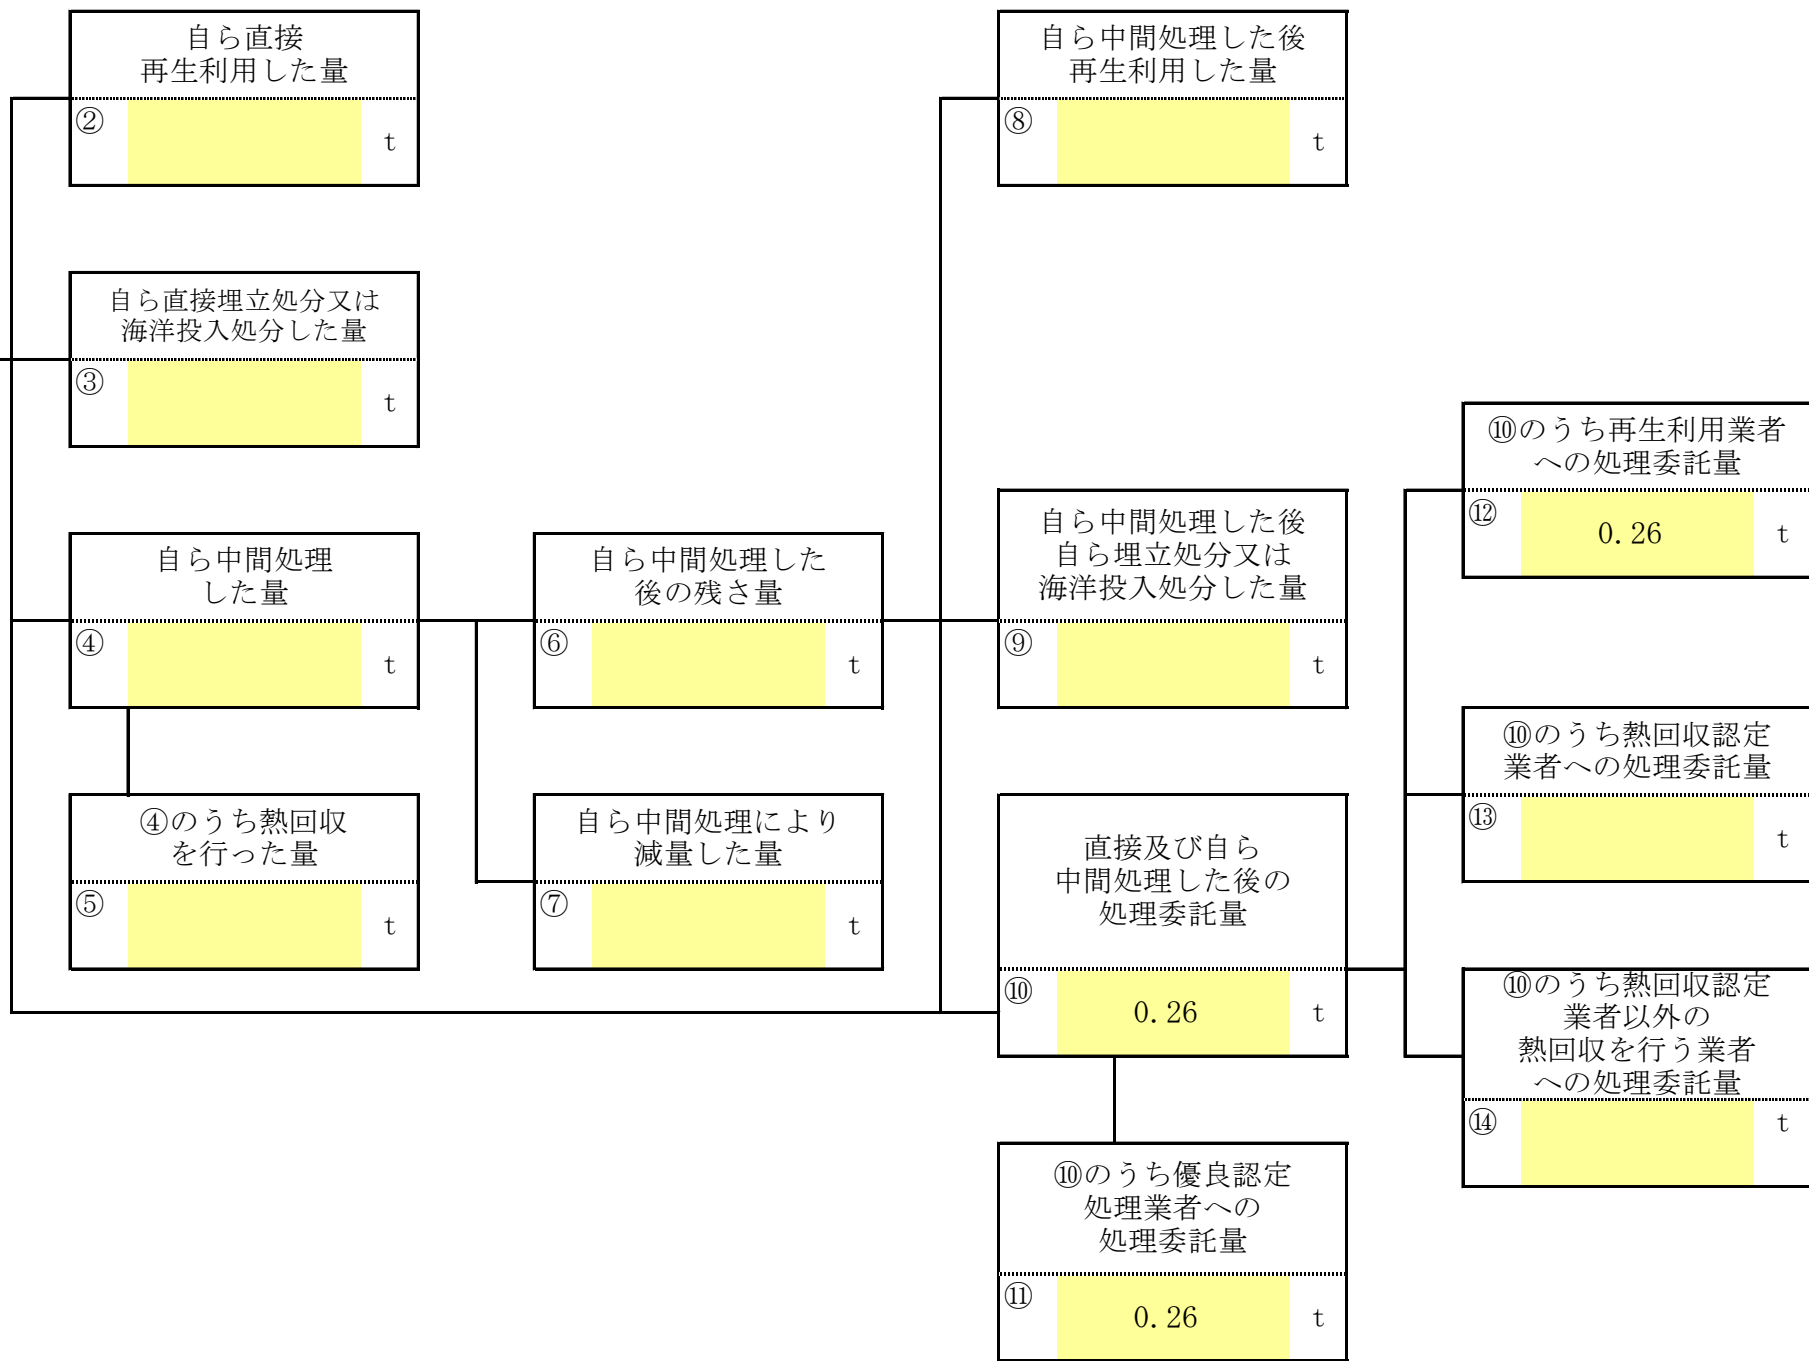 自ら直接
再生利用した量
②
t
自ら中間処理した後
再生利用した量
⑧
t
自ら直接埋立処分又は
海洋投入処分した量
③
t
⑩のうち再生利用業者
への処理委託量
⑫
0.26
t
自ら中間処理
した量
④
t
自ら中間処理した
後の残さ量
⑥
t
自ら中間処理した後
自ら埋立処分又は
海洋投入処分した量
⑨
t
⑩のうち熱回収認定
業者への処理委託量
⑬
t
④のうち熱回収
を行った量
⑤
t
自ら中間処理により
減量した量
⑦
t
直接及び自ら
中間処理した後の
処理委託量
⑩
0.26
t
⑩のうち熱回収認定
業者以外の
熱回収を行う業者
への処理委託量
⑭
t
⑩のうち優良認定
処理業者への
処理委託量
⑪
0.26
t